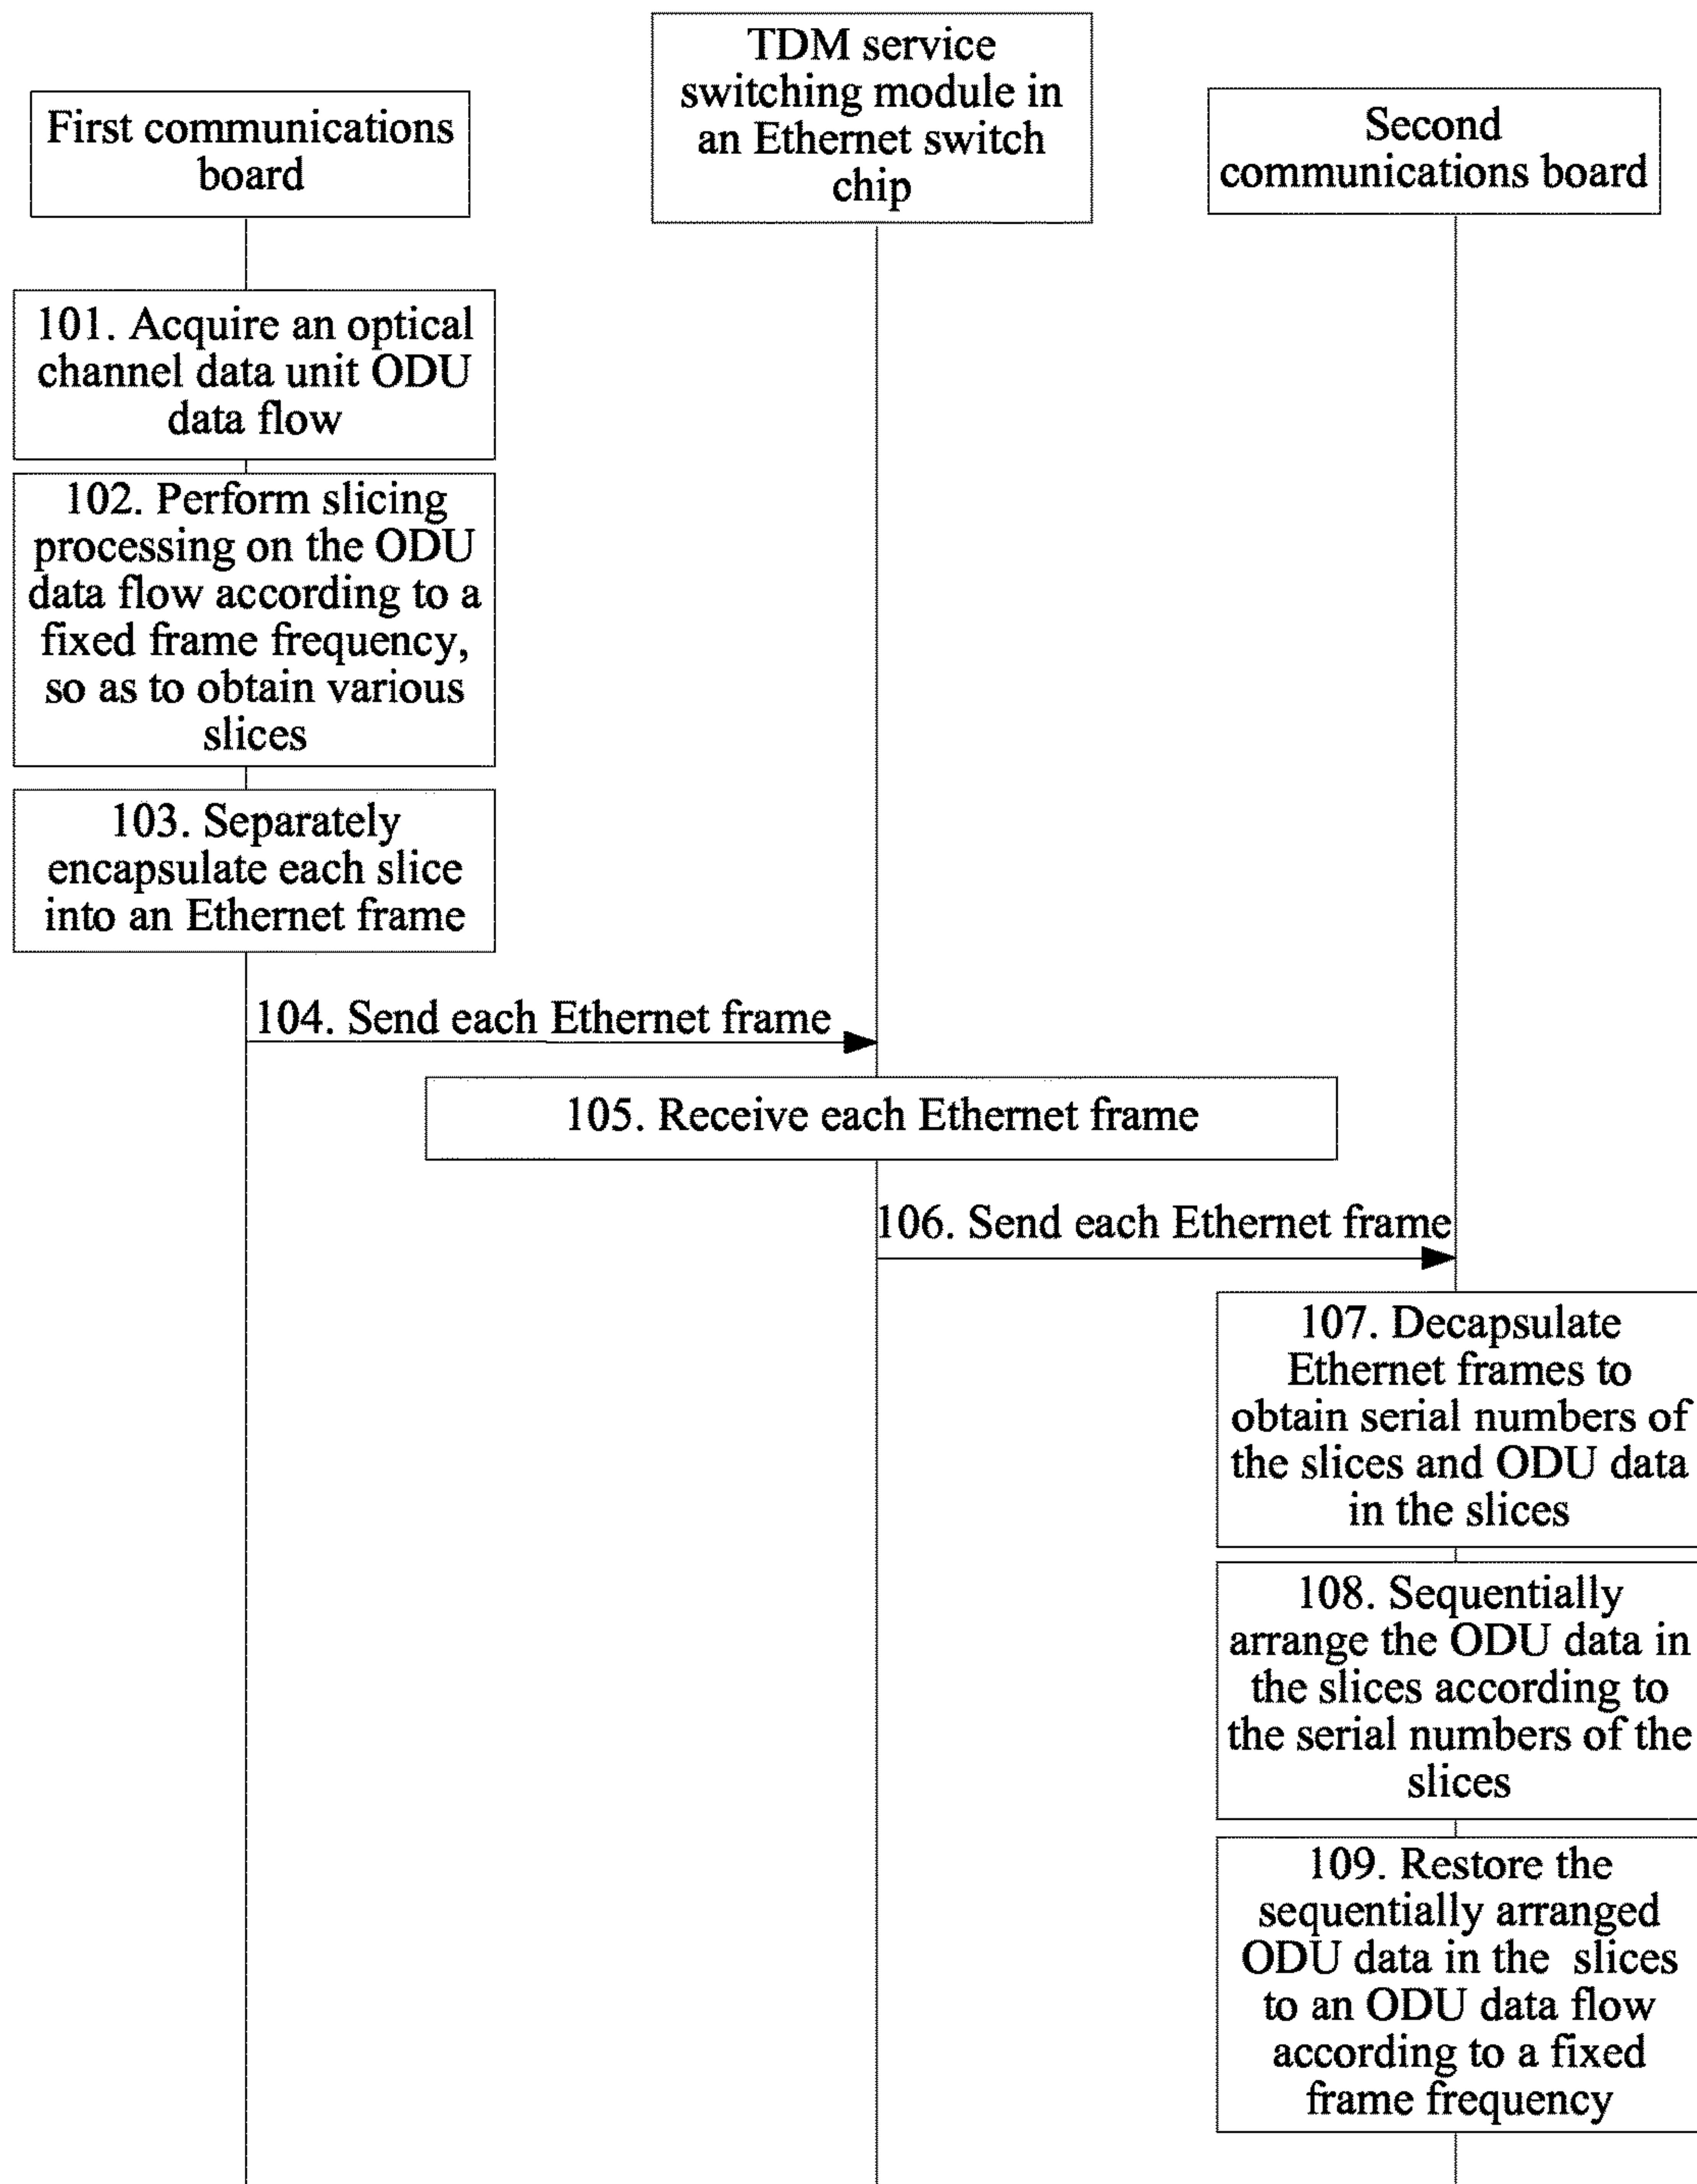 First communications
board
TDM service
switching module in
an Ethernet switch
chip
Second
communications board
101. Acquire an optical
channel data unit ODU
data flow
102. Perform slicing
processing on the ODU
data flow according to a
fixed frame frequency,
so as to obtain various
slices
103. Separately
encapsulate each slice
into an Ethernet frame
104. Send each Ethernet frame
105. Receive each Ethernet frame
106. Send each Ethernet frame
107. Decapsulate
Ethernet frames to
obtain serial numbers of
the slices and ODU data
in the slices
108. Sequentially
arrange the ODU data in
the slices according to
the serial numbers of the
slices
109. Restore the
sequentially arranged
ODU data in the slices
to an ODU data flow
according to a fixed
frame frequency